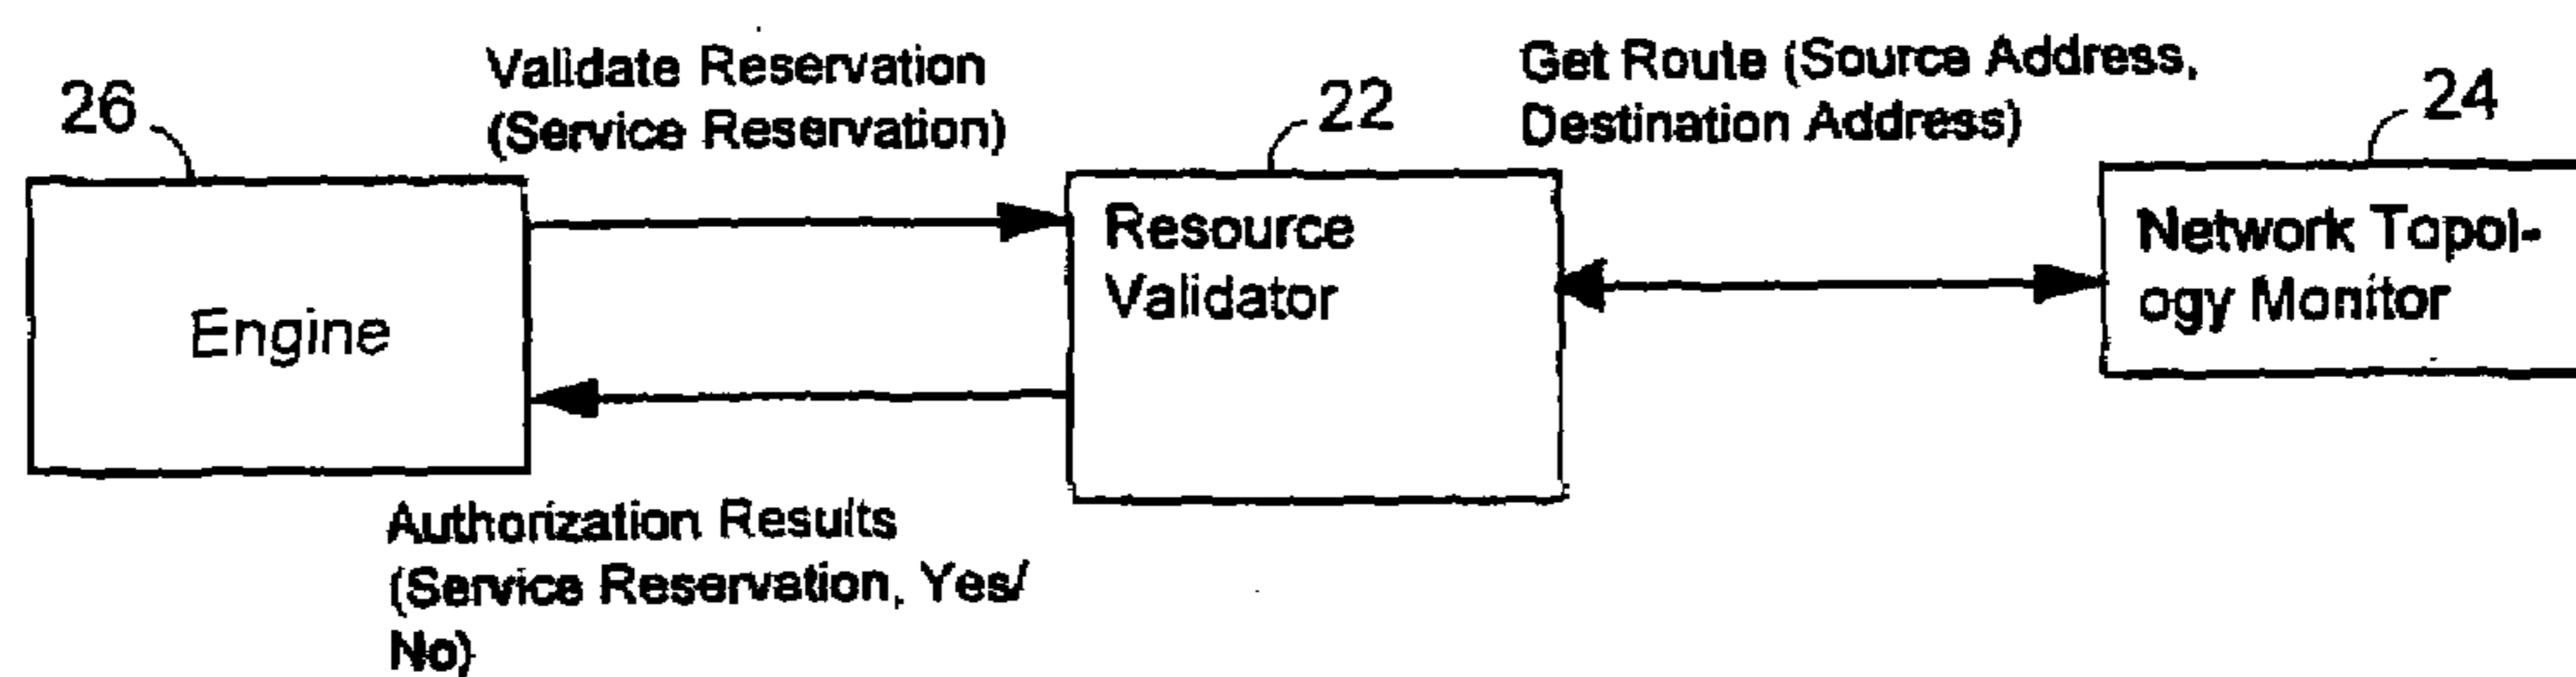 Validate Reservation
(Service Reservation)
Get Route (Source Address,
Destination Address)
26
22
24
Engine
Resource
Validator
Network Topol-
ogy Monitor
Authorization Results
(Service Reservation, Yes/
No)